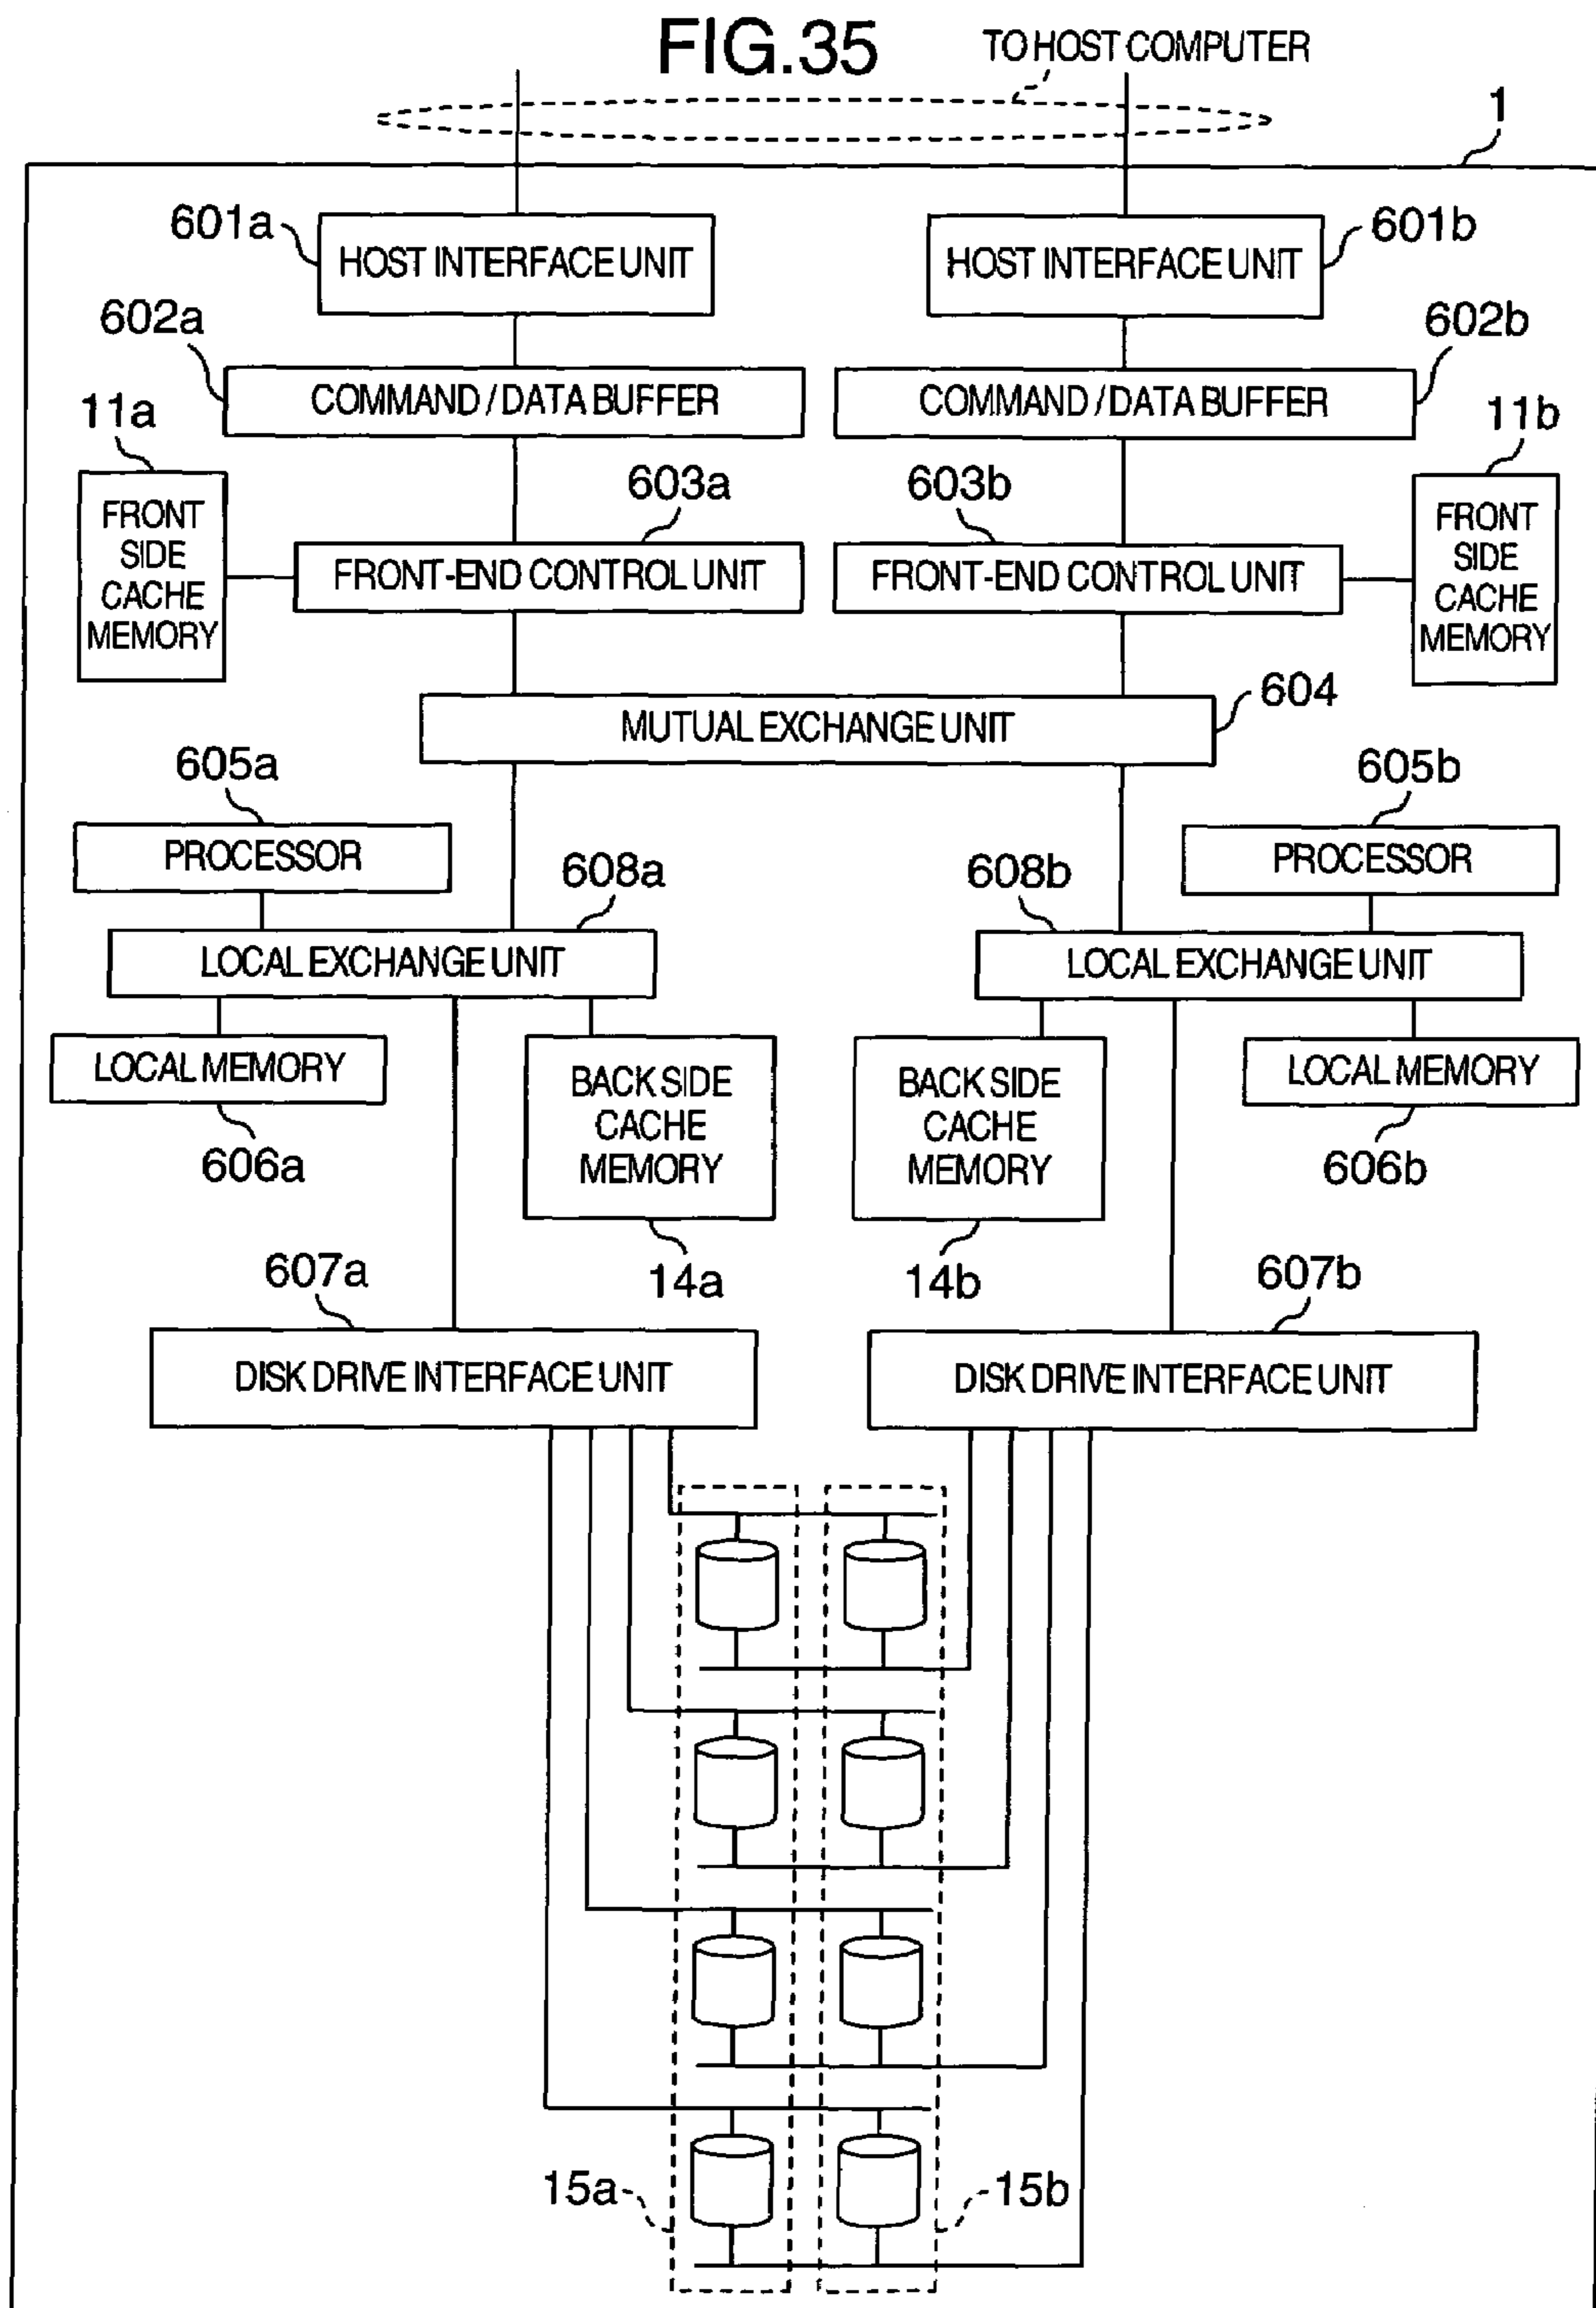 FIG.35
TO HOST COMPUTER
1
601a
HOST INTERFACE UNIT
HOST INTERFACE UNIT
601b
602a
COMMAND / DATA BUFFER
COMMAND / DATA BUFFER
602b
11a
11b
FRONT
SIDE
CACHE
MEMORY
603a
FRONT-END CONTROL UNIT
603b
FRONT-END CONTROL UNIT
FRONT
SIDE
CACHE
MEMORY
MUTUAL EXCHANGE UNIT
604
605a
PROCESSOR
605b
PROCESSOR
608a
LOCAL EXCHANGE UNIT
608b
LOCAL EXCHANGE UNIT
LOCAL MEMORY
606a
BACK SIDE
CACHE
MEMORY
14a
BACK SIDE
CACHE
MEMORY
14b
LOCAL MEMORY
606b
607a
DISK DRIVE INTERFACE UNIT
607b
DISK DRIVE INTERFACE UNIT
15a
15b